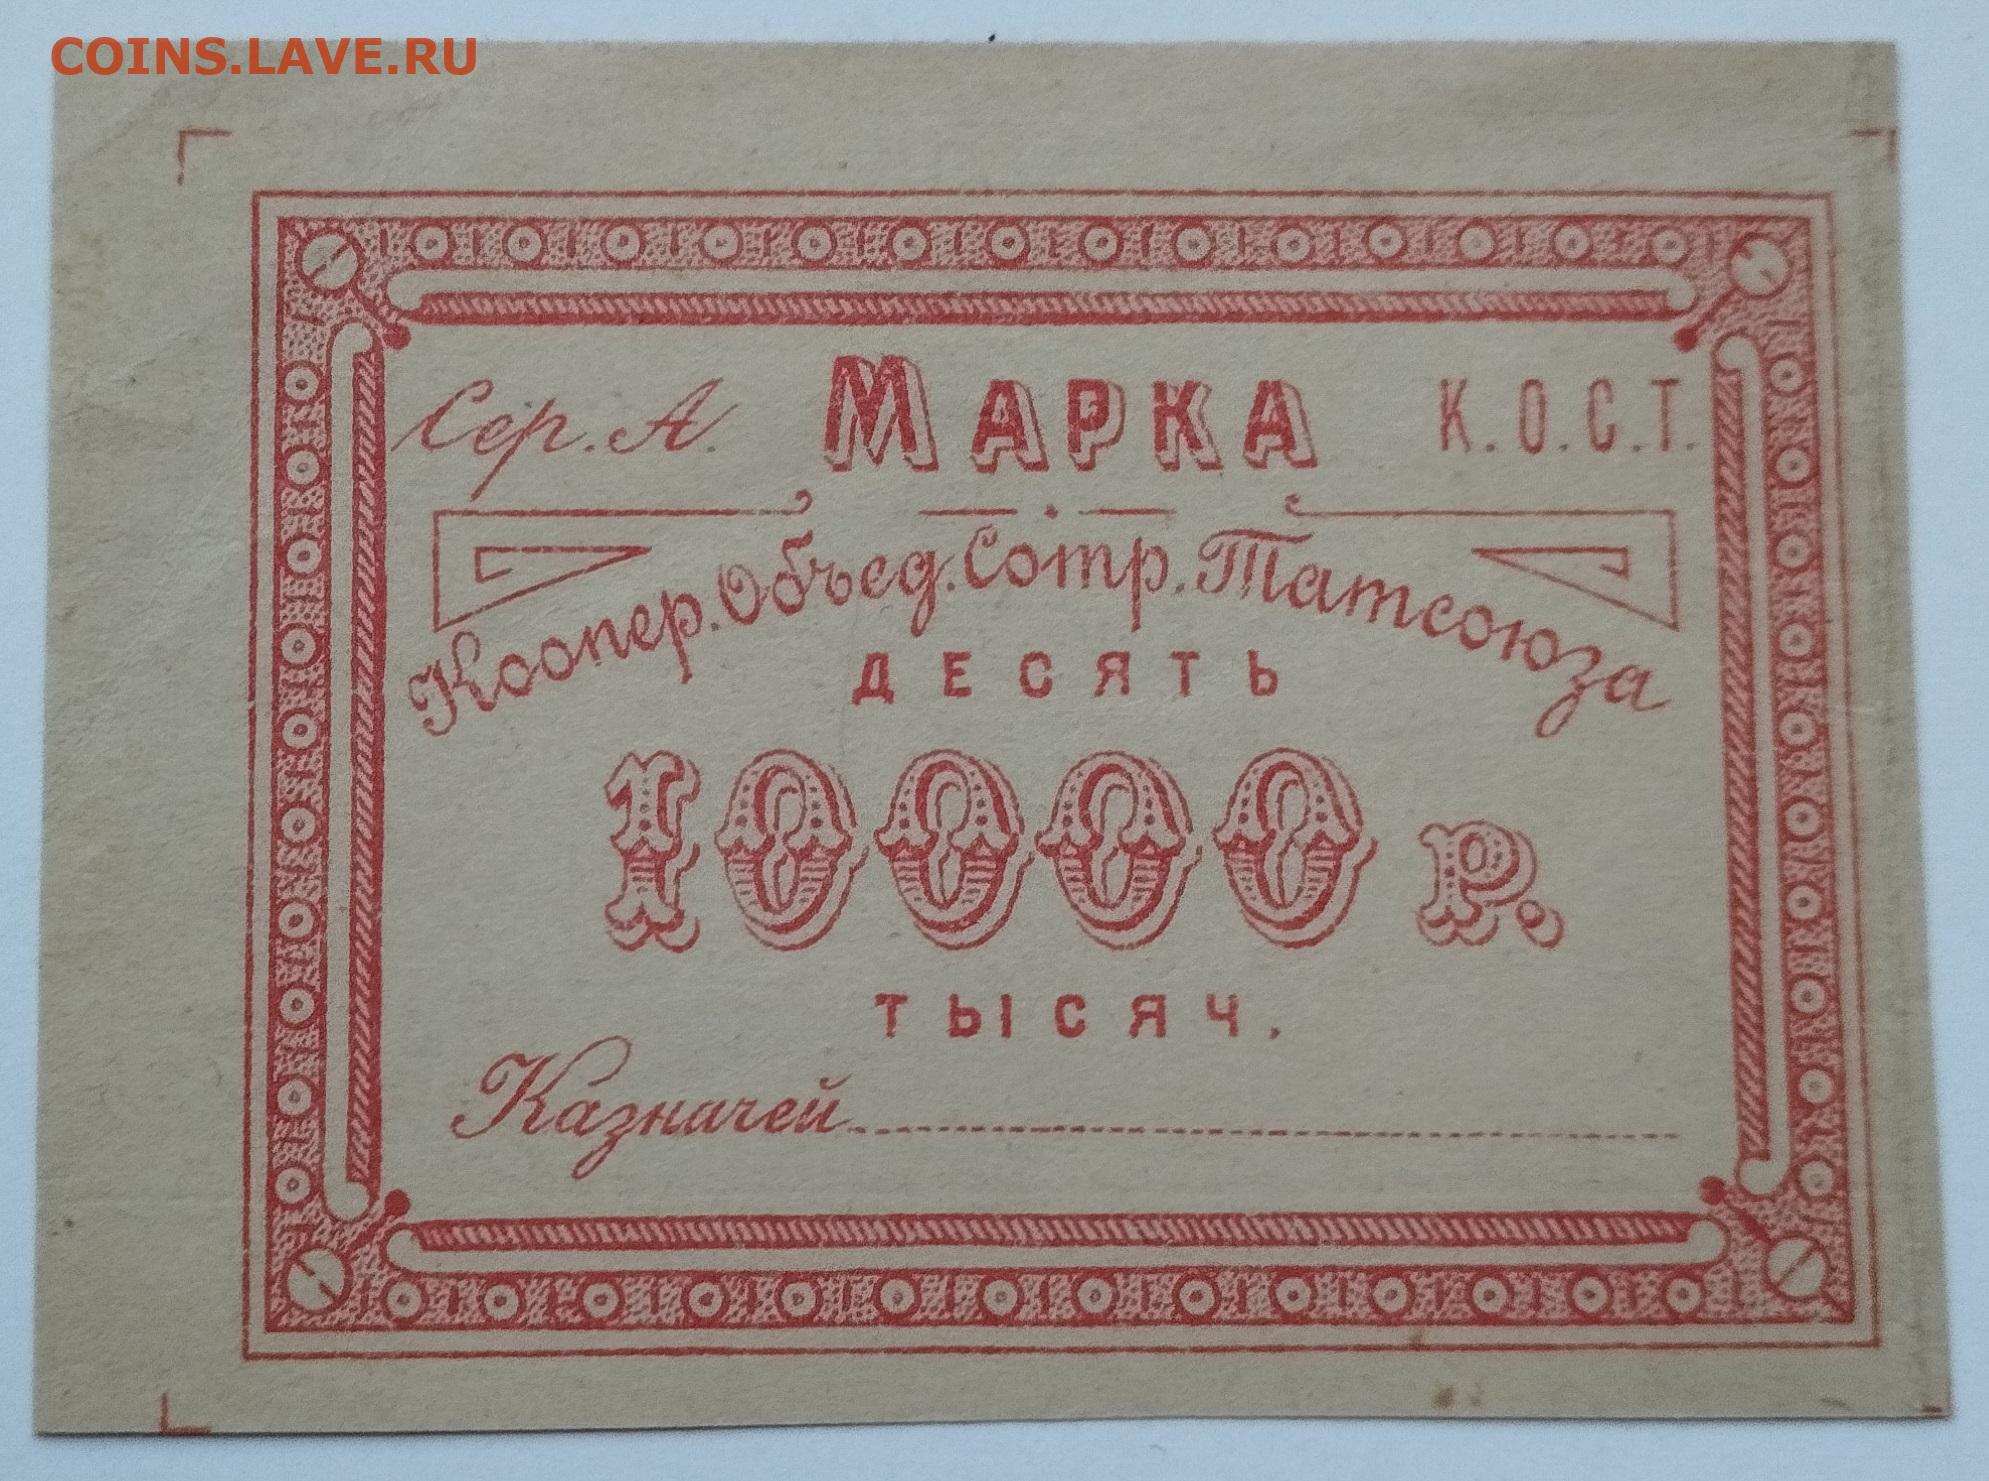 COINS.LAVE.RU
Сер. А. МАРКА К.О.С.Т.
Коопер. Объед. Сотр. Татсоюза
ДЕСЯТЬ
10000 р.
ТЫСЯЧ.
Казначей